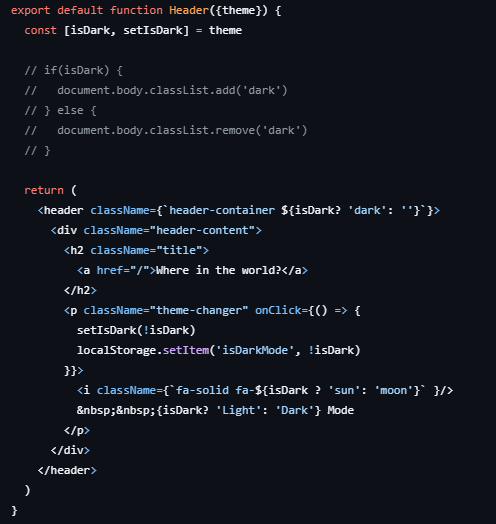 export default function Header({theme}) {
  const [isDark, setIsDark] = theme

  // if(isDark) {
  //   document.body.classList.add('dark')
  // } else {
  //   document.body.classList.remove('dark')
  // }

  return (
    <header className={`header-container ${isDark? 'dark': ''}`}>
      <div className="header-content">
        <h2 className="title">
          <a href="/">Where in the world?</a>
        </h2>
        <p className="theme-changer" onClick={() => {
          setIsDark(!isDark)
          localStorage.setItem('isDarkMode', !isDark)
        }}>
          <i className={`fa-solid fa-${isDark ? 'sun': 'moon'}` }/>
          &nbsp;&nbsp;{isDark? 'Light': 'Dark'} Mode
        </p>
      </div>
    </header>
  )
}